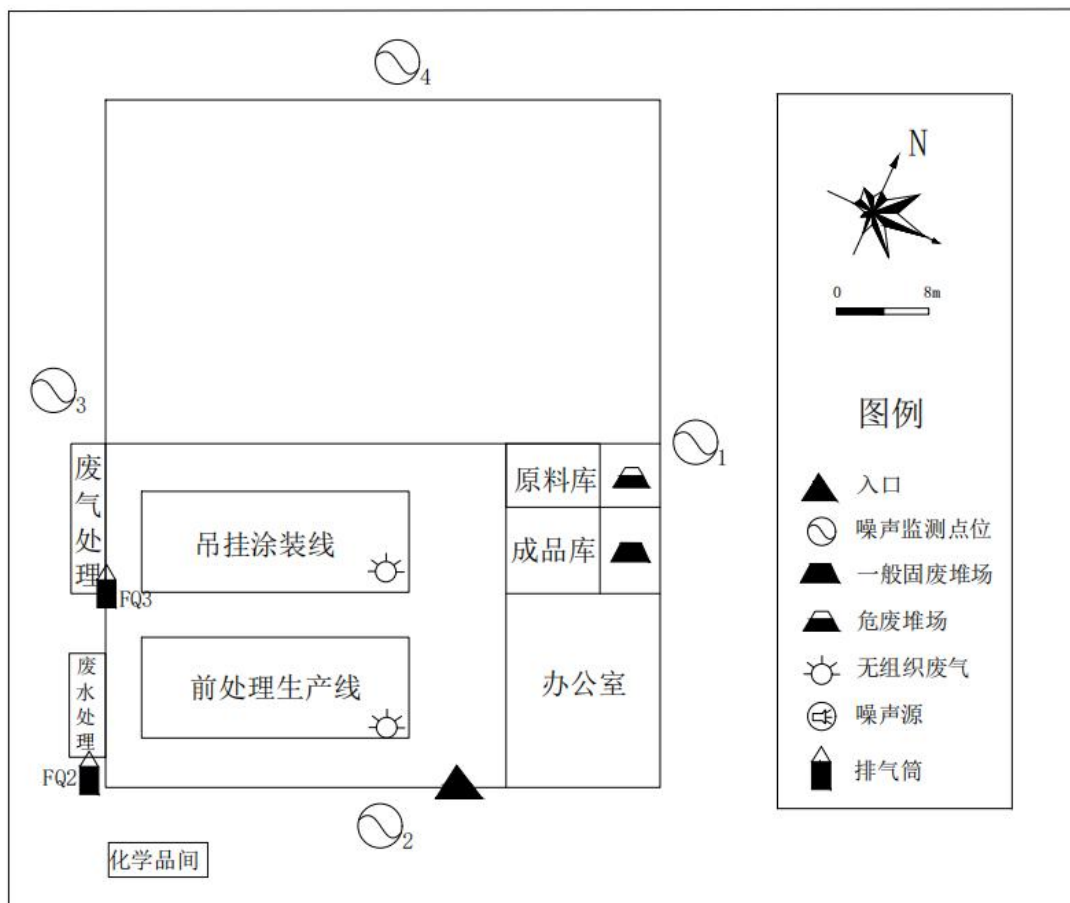 4
3
1
废气处理
原料库
吊挂涂装线
成品库
FQ3
废水处理
前处理生产线
办公室
FQ2
2
化学品间
N
0 8m
图例
入口
噪声监测点位
一般固废堆场
危废堆场
无组织废气
噪声源
排气筒